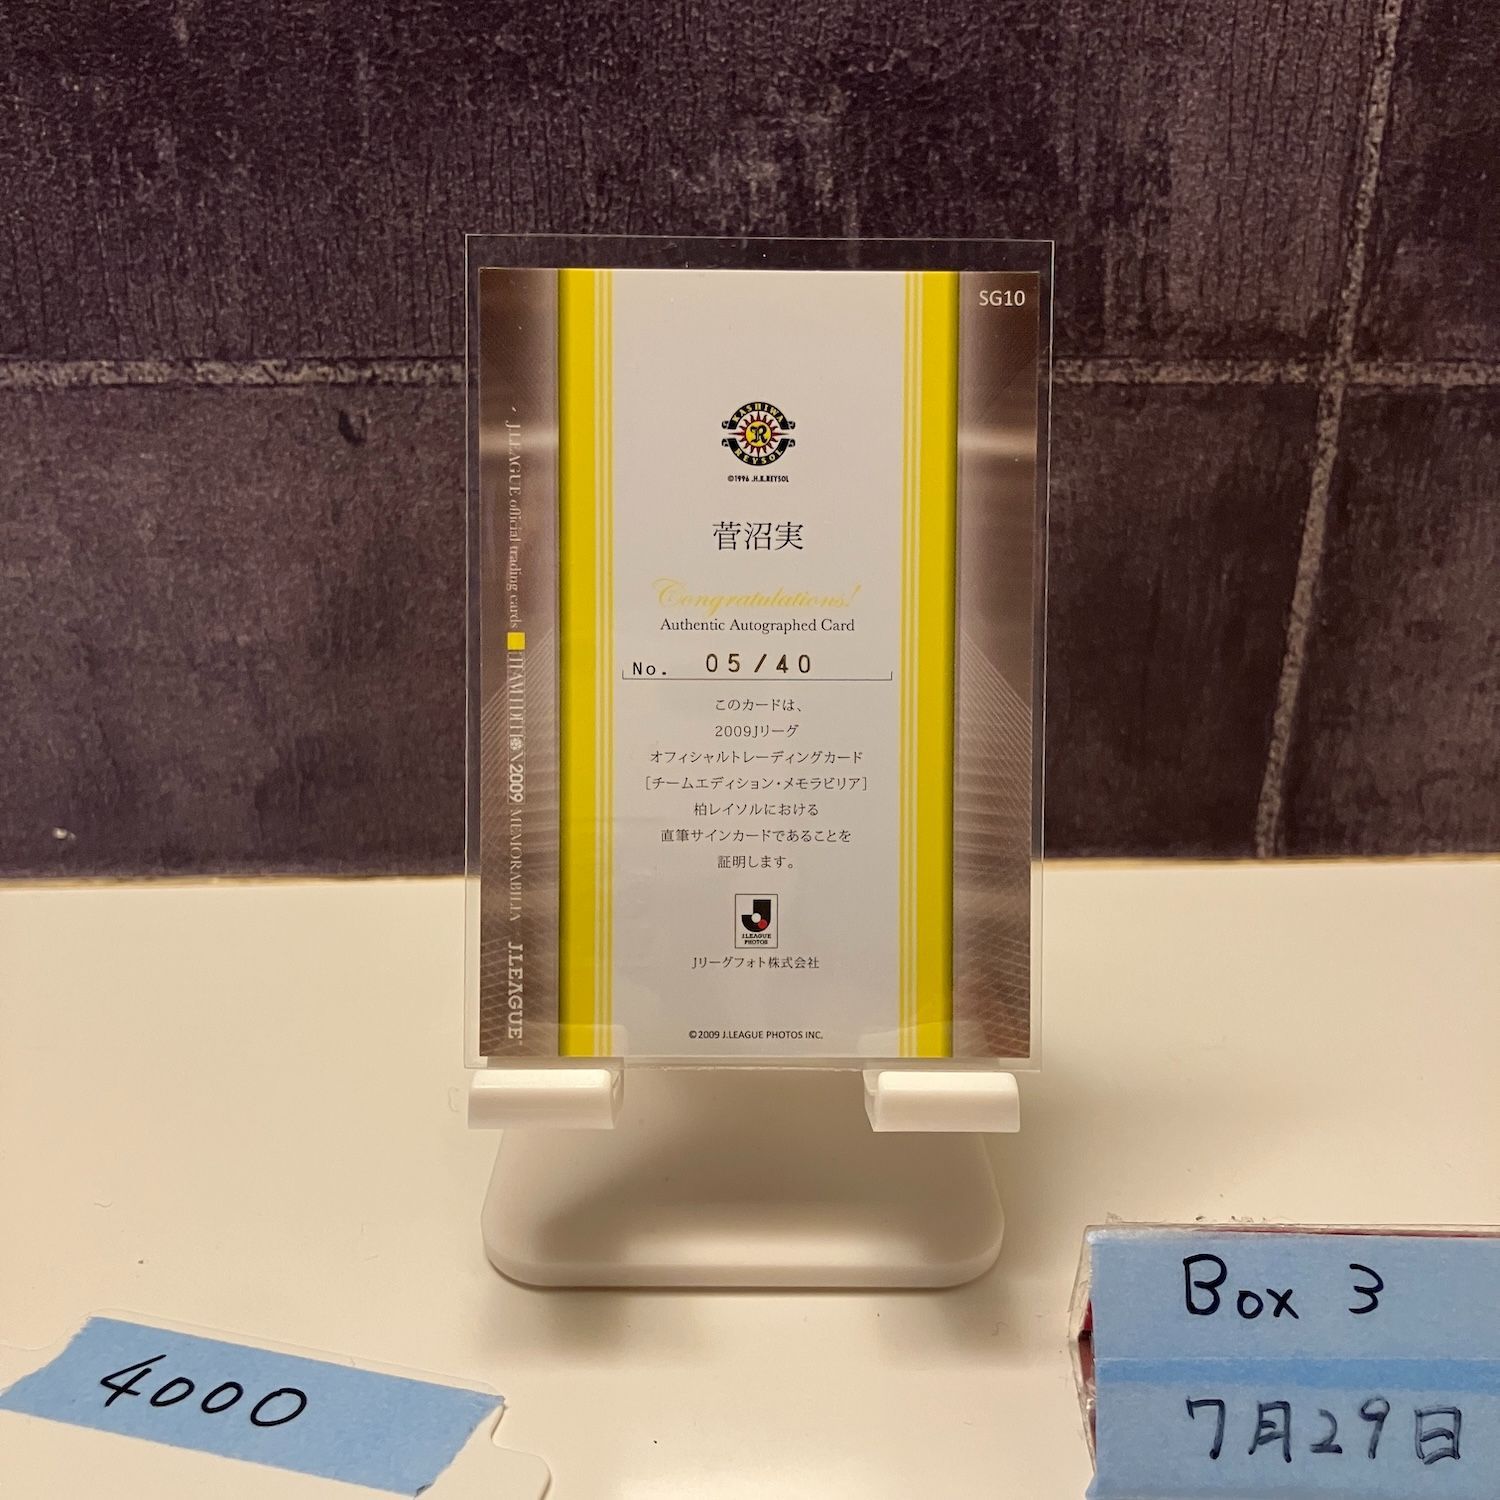 SG10
KASHIWA
R
REYSOL
©1996 .H.K.REYSOL
菅沼実
Congratulations!
Authentic Autographed Card
No. 05/40
このカードは、
2009Jリーグ
オフィシャルトレーディングカード
[チームエディション・メモラビリア]
柏レイソルにおける
直筆サインカードであることを
証明します。
J.LEAGUE
PHOTOS
Jリーグフォト株式会社
©2009 J.LEAGUE PHOTOS INC.
J.LEAGUE official trading cards TEAM EDITION 2009 MEMORABILIA J.LEAGUE
Box 3
7月29日
4000